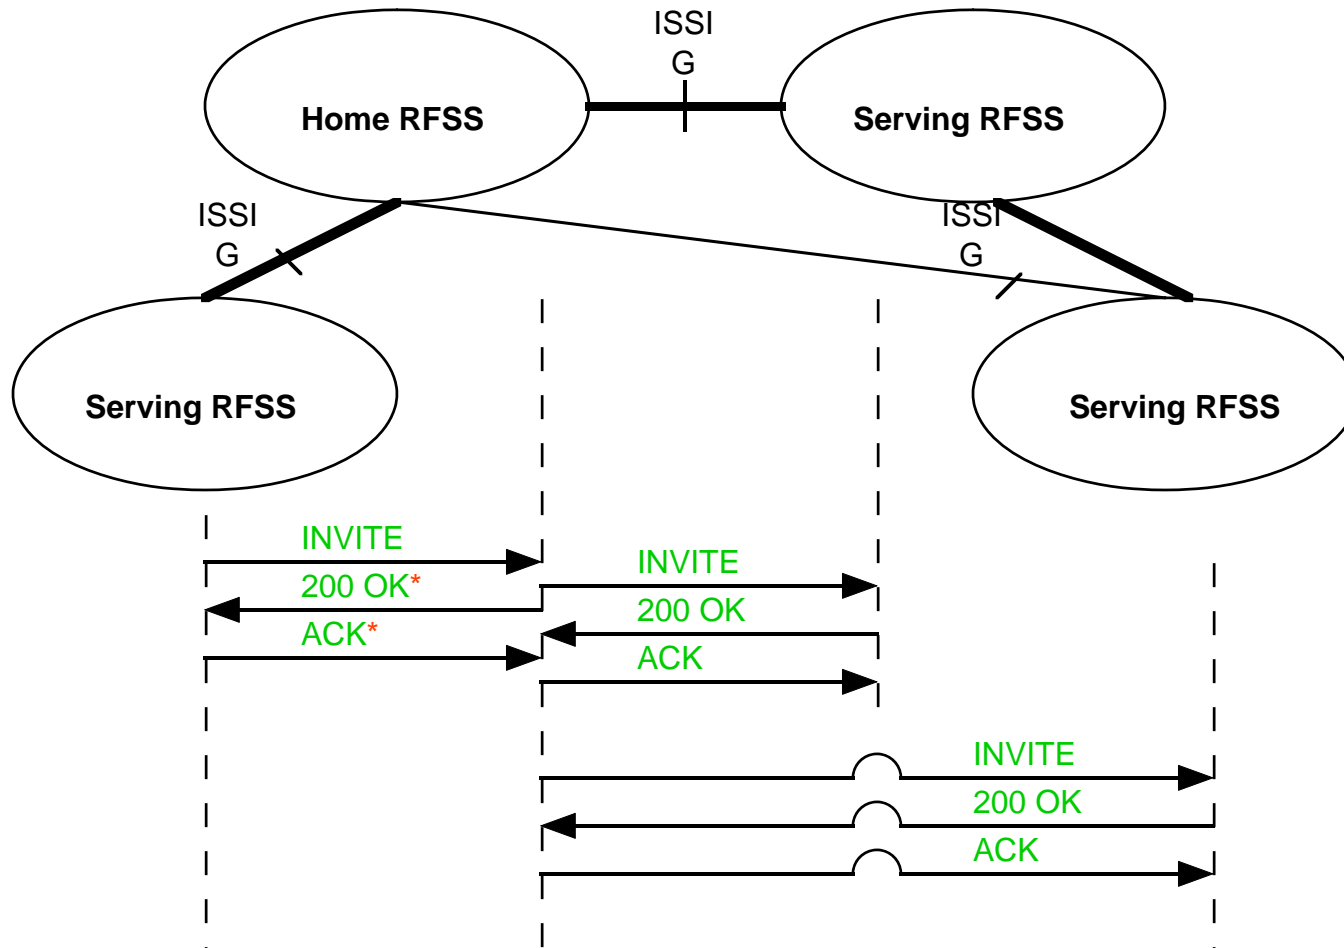 ISSI
G
Home RFSS
Serving RFSS
ISSI
G
ISSI
G
Serving RFSS
Serving RFSS
INVITE
INVITE
200 OK*
200 OK
ACK*
ACK
INVITE
200 OK
ACK